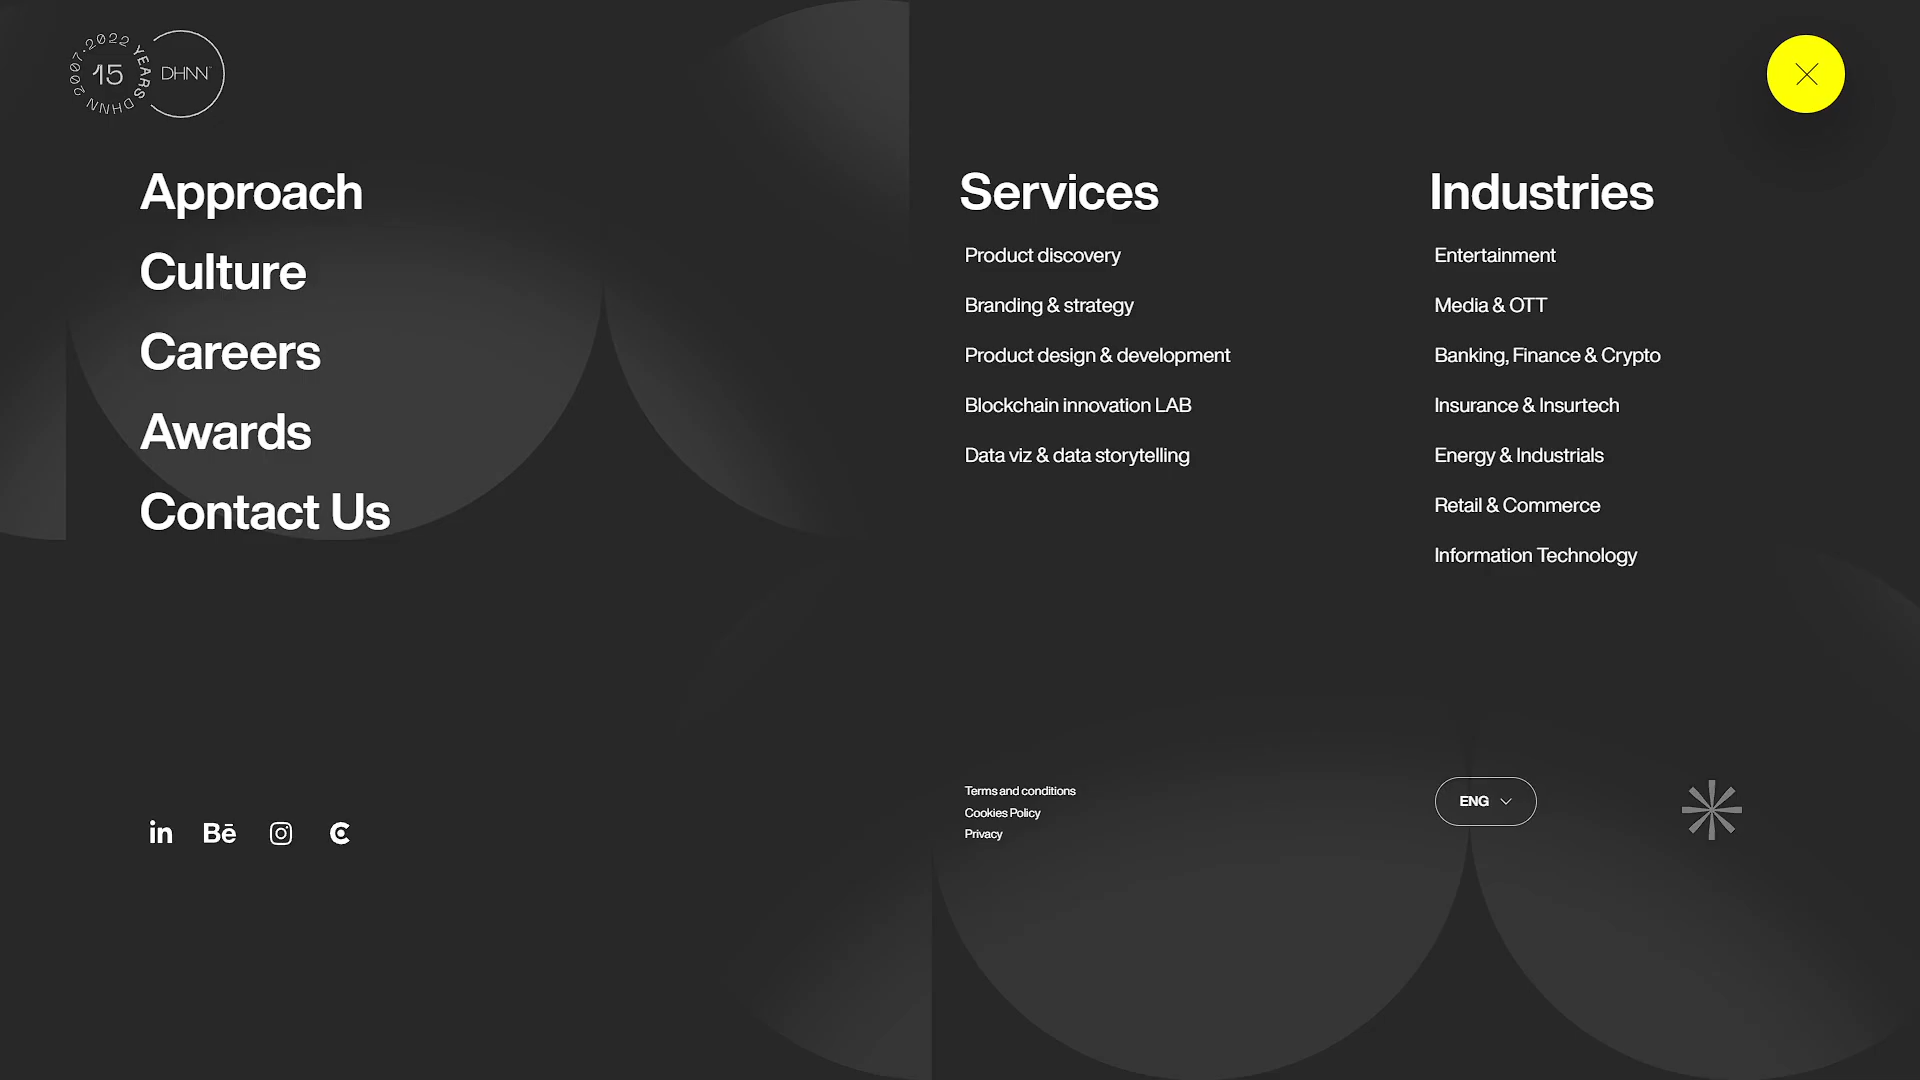 DHNN 2007·2022 YEARS
15
DHNN
Approach
Culture
Careers
Awards
Contact Us
Services
Product discovery
Branding & strategy
Product design & development
Blockchain innovation LAB
Data viz & data storytelling
Industries
Entertainment
Media & OTT
Banking, Finance & Crypto
Insurance & Insurtech
Energy & Industrials
Retail & Commerce
Information Technology
in
Bē
Terms and conditions
Cookies Policy
Privacy
ENG